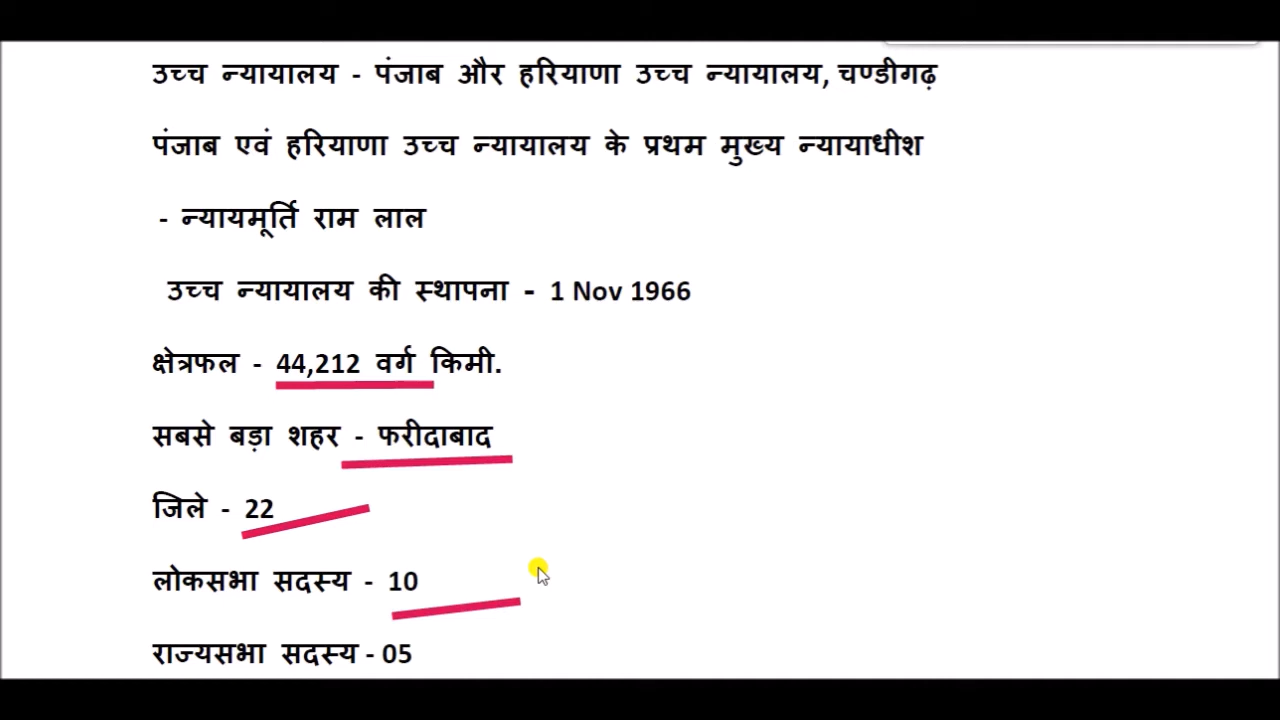 उच्च न्यायालय - पंजाब और हरियाणा उच्च न्यायालय, चण्डीगढ़
पंजाब एवं हरियाणा उच्च न्यायालय के प्रथम मुख्य न्यायाधीश
- न्यायमूर्ति राम लाल
उच्च न्यायालय की स्थापना - 1 Nov 1966
क्षेत्रफल - 44,212 वर्ग किमी.
सबसे बड़ा शहर - फरीदाबाद
जिले - 22
लोकसभा सदस्य - 10
राज्यसभा सदस्य - 05